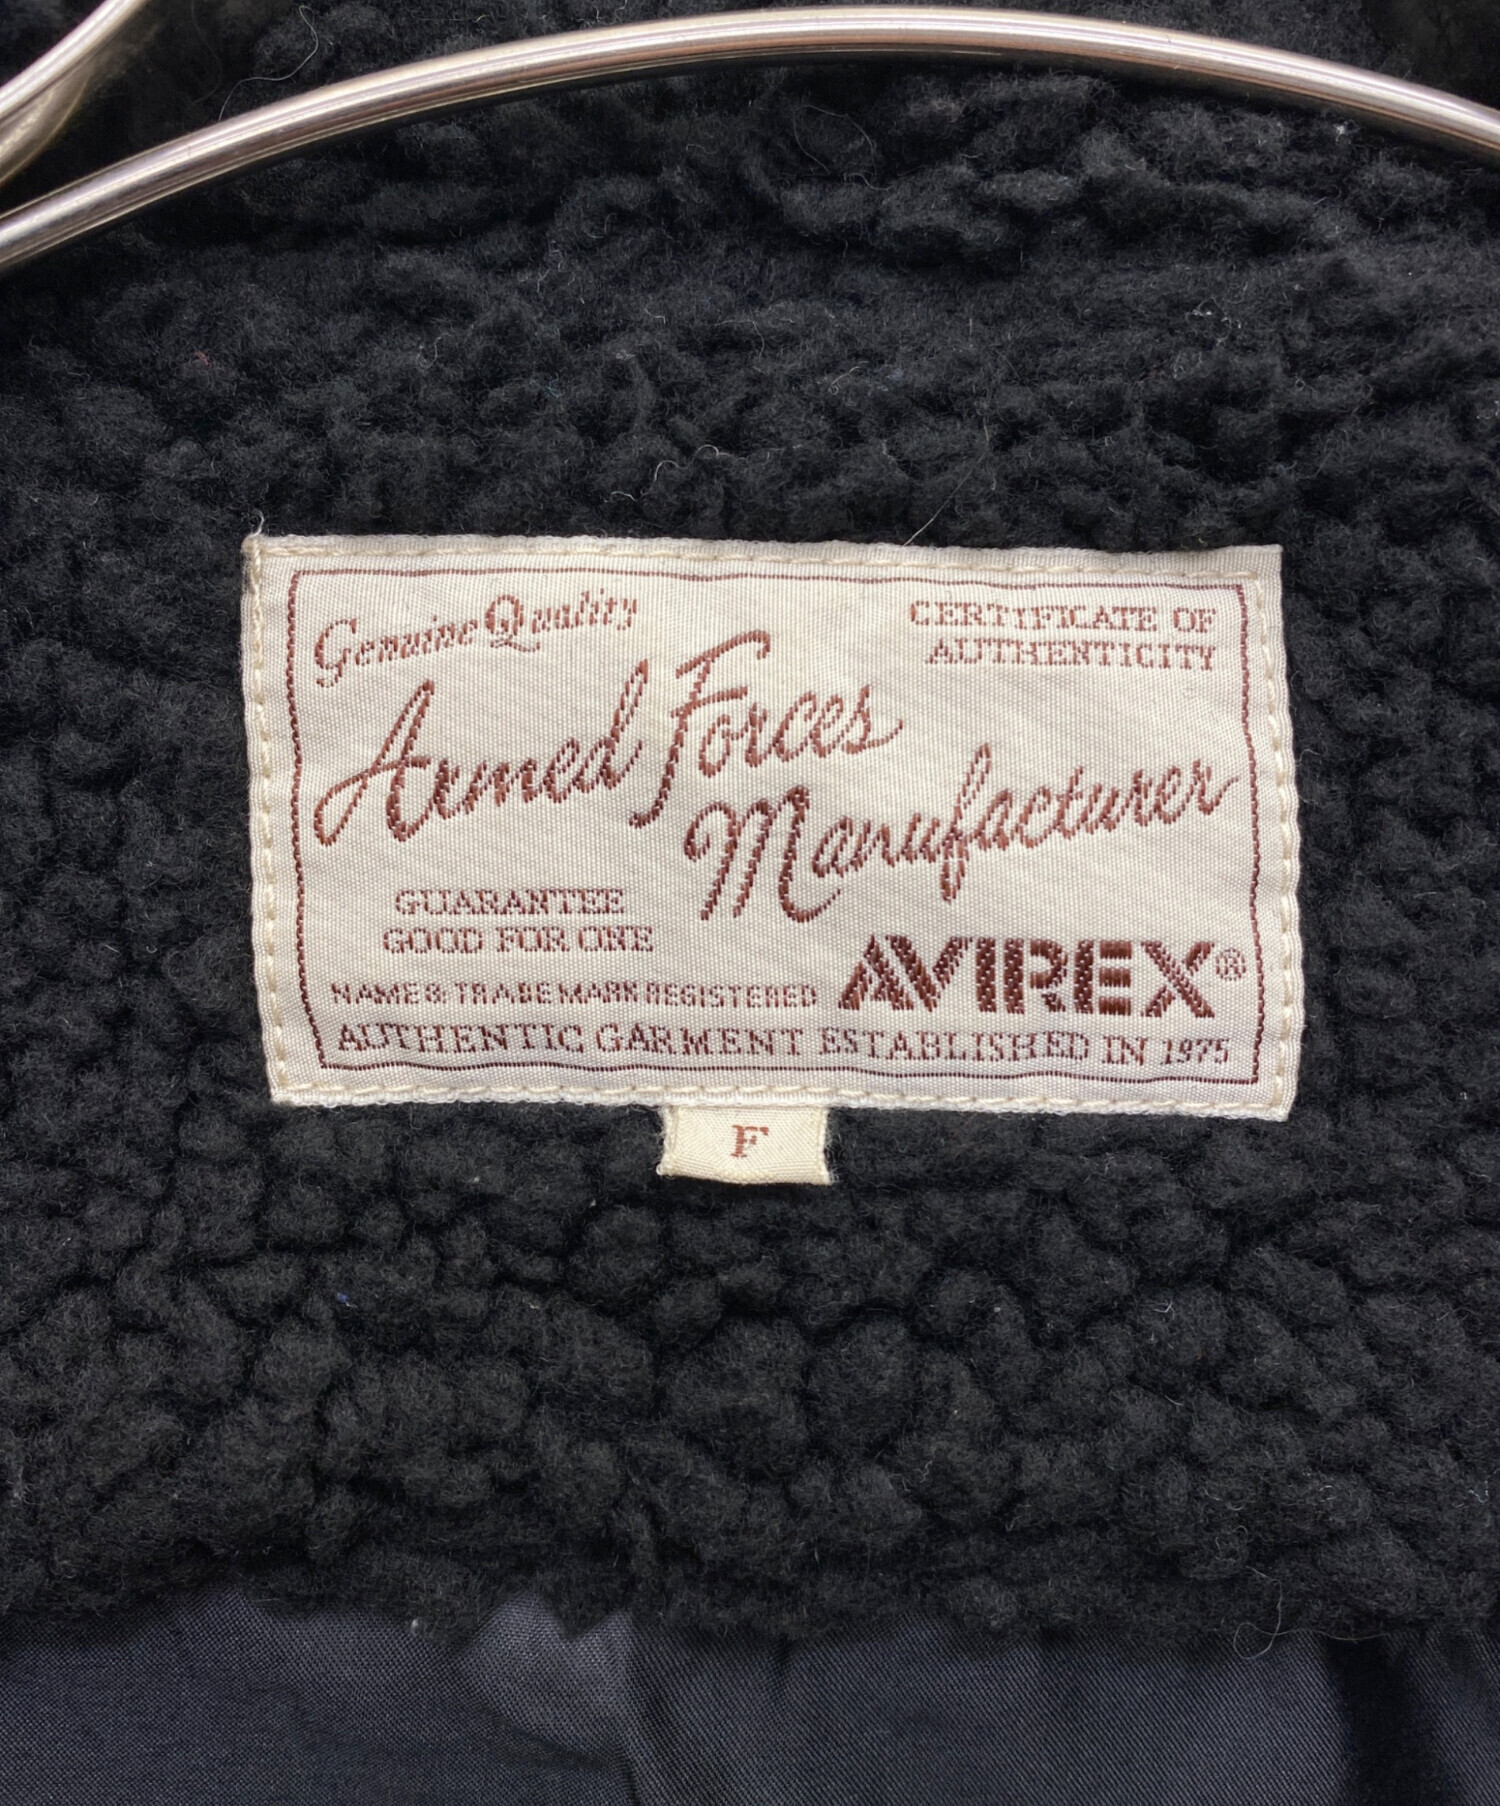 Genuine Quality
CERTIFICATE OF
AUTHENTICITY
Armed Forces
Manufacturer
GUARANTEE
GOOD FOR ONE
NAME & TRADE MARK REGISTERED
AVIREX®
AUTHENTIC GARMENT ESTABLISHED IN 1975
F